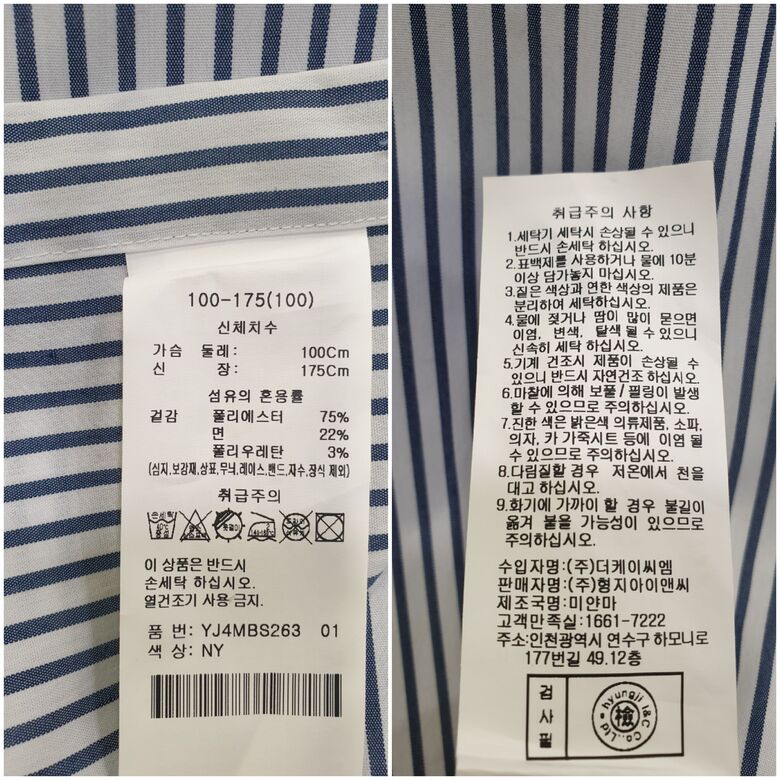 100-175(100)
신체치수
가슴 둘레: 100Cm
신 장: 175Cm
섬유의 혼용률
겉감 폴리에스터 75%
면 22%
폴리우레탄 3%
(심지,보강재,상표,무늬,레이스,밴드,자수,장식 제외)
취급주의
이 상품은 반드시
손세탁 하십시오.
열건조기 사용 금지.
품 번: YJ4MBS263 01
색 상: NY
취급주의 사항
1.세탁기 세탁시 손상될 수 있으니
반드시 손세탁 하십시오.
2.표백제를 사용하거나 물에 10분
이상 담가놓지 마십시오.
3.짙은 색상과 연한 색상의 제품은
분리하여 세탁하십시오.
4.물에 젖거나 땀이 많이 묻으면
이염, 변색, 탈색 될 수 있으니
신속히 세탁 하십시오.
5.기계 건조시 제품이 손상될 수
있으니 반드시 자연건조 하십시오.
6.마찰에 의해 보풀/필링이 발생
할 수 있으므로 주의하십시오.
7.진한 색은 밝은색 의류제품, 소파,
의자, 카 가죽시트 등에 이염 될
수 있으므로 주의하십시오.
8.다림질할 경우 저온에서 천을
대고 하십시오.
9.화기에 가까이 할 경우 불길이
옮겨 붙을 가능성이 있으므로
주의하십시오.
수입자명:(주)더케이씨엠
판매자명:(주)형지아이앤씨
제조국명:미얀마
고객만족실:1661-7222
주소:인천광역시 연수구 하모니로
177번길 49.12층
검사필
hyungji I&C Co.,Ltd
檢